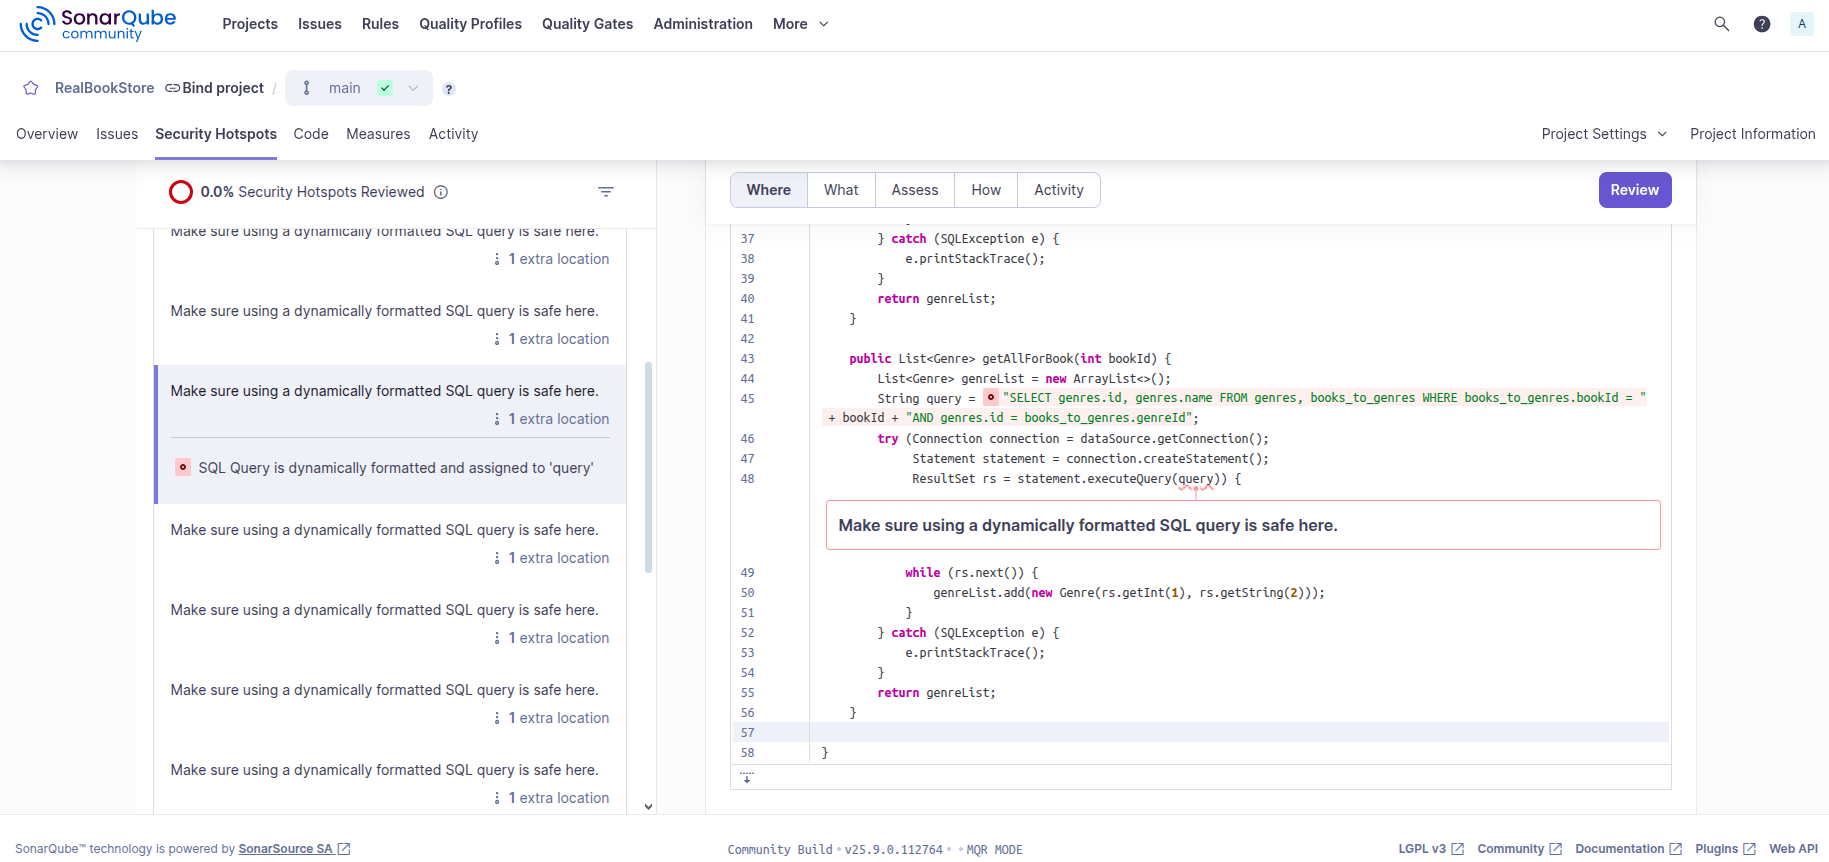 SonarQube
community
Projects Issues Rules Quality Profiles Quality Gates Administration More
? A
RealBookStore Bind project / main ?
Overview Issues Security Hotspots Code Measures Activity
Project Settings Project Information
0.0% Security Hotspots Reviewed
Make sure using a dynamically formatted SQL query is safe here.
1 extra location
Make sure using a dynamically formatted SQL query is safe here.
1 extra location
Make sure using a dynamically formatted SQL query is safe here.
1 extra location
SQL Query is dynamically formatted and assigned to 'query'
Make sure using a dynamically formatted SQL query is safe here.
1 extra location
Make sure using a dynamically formatted SQL query is safe here.
1 extra location
Make sure using a dynamically formatted SQL query is safe here.
1 extra location
Make sure using a dynamically formatted SQL query is safe here.
1 extra location
Where What Assess How Activity
Review
37 } catch (SQLException e) {
38 e.printStackTrace();
39 }
40 return genreList;
41 }
42
43 public List<Genre> getAllForBook(int bookId) {
44 List<Genre> genreList = new ArrayList<>();
45 String query = "SELECT genres.id, genres.name FROM genres, books_to_genres WHERE books_to_genres.bookId = "
+ bookId + "AND genres.id = books_to_genres.genreId";
46 try (Connection connection = dataSource.getConnection();
47 Statement statement = connection.createStatement();
48 ResultSet rs = statement.executeQuery(query)) {
Make sure using a dynamically formatted SQL query is safe here.
49 while (rs.next()) {
50 genreList.add(new Genre(rs.getInt(1), rs.getString(2)));
51 }
52 } catch (SQLException e) {
53 e.printStackTrace();
54 }
55 return genreList;
56 }
57
58 }
SonarQube™ technology is powered by SonarSource SA
Community Build • v25.9.0.112764 • • MQR MODE
LGPL v3 Community Documentation Plugins Web API